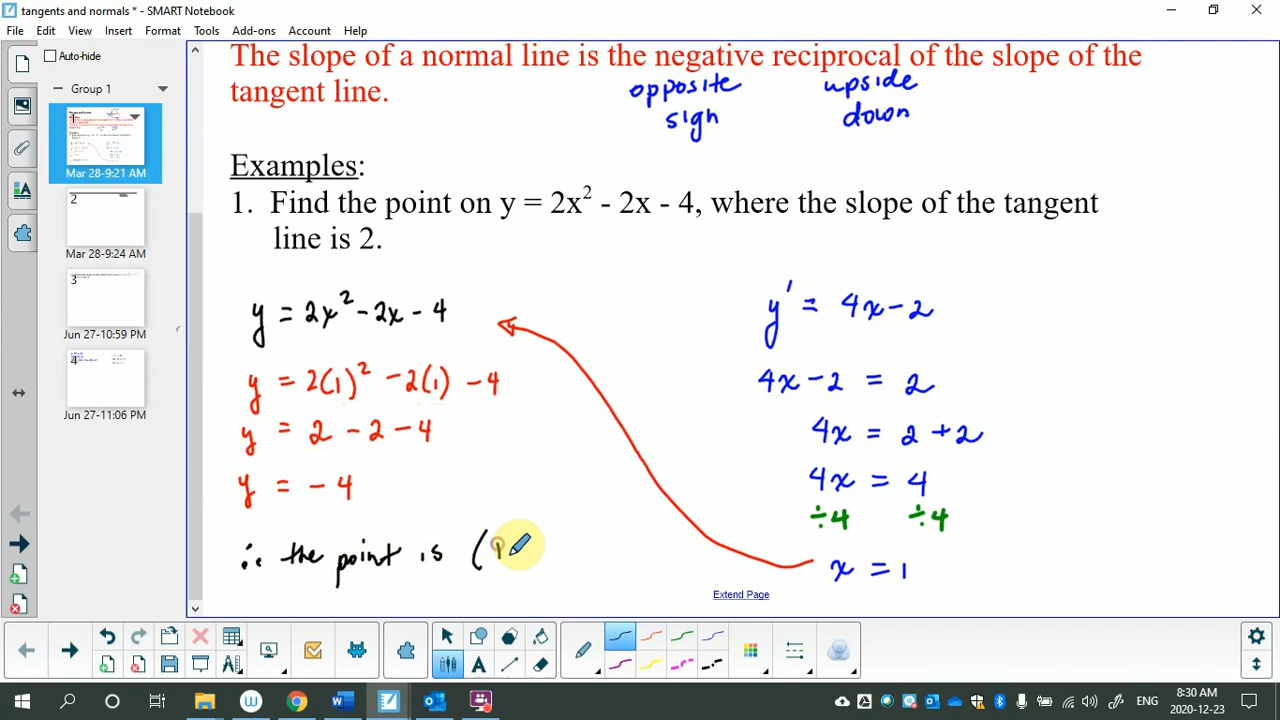 tangents and normals * - SMART Notebook
File Edit View Insert Format Tools Add-ons Account Help
Auto-hide
Group 1
1
Mar 28-9:21 AM
2
Mar 28-9:24 AM
3
Jun 27-10:59 PM
4
Jun 27-11:06 PM
The slope of a normal line is the negative reciprocal of the slope of the
tangent line.
opposite sign
upside down
Examples:
1. Find the point on y = 2x² - 2x - 4, where the slope of the tangent
line is 2.
y = 2x² - 2x - 4
y = 2(1)² - 2(1) - 4
y = 2 - 2 - 4
y = - 4
∴ the point is (1
y' = 4x - 2
4x - 2 = 2
4x = 2 + 2
4x = 4
÷4 ÷4
x = 1
Extend Page
ENG
8:30 AM
2020-12-23